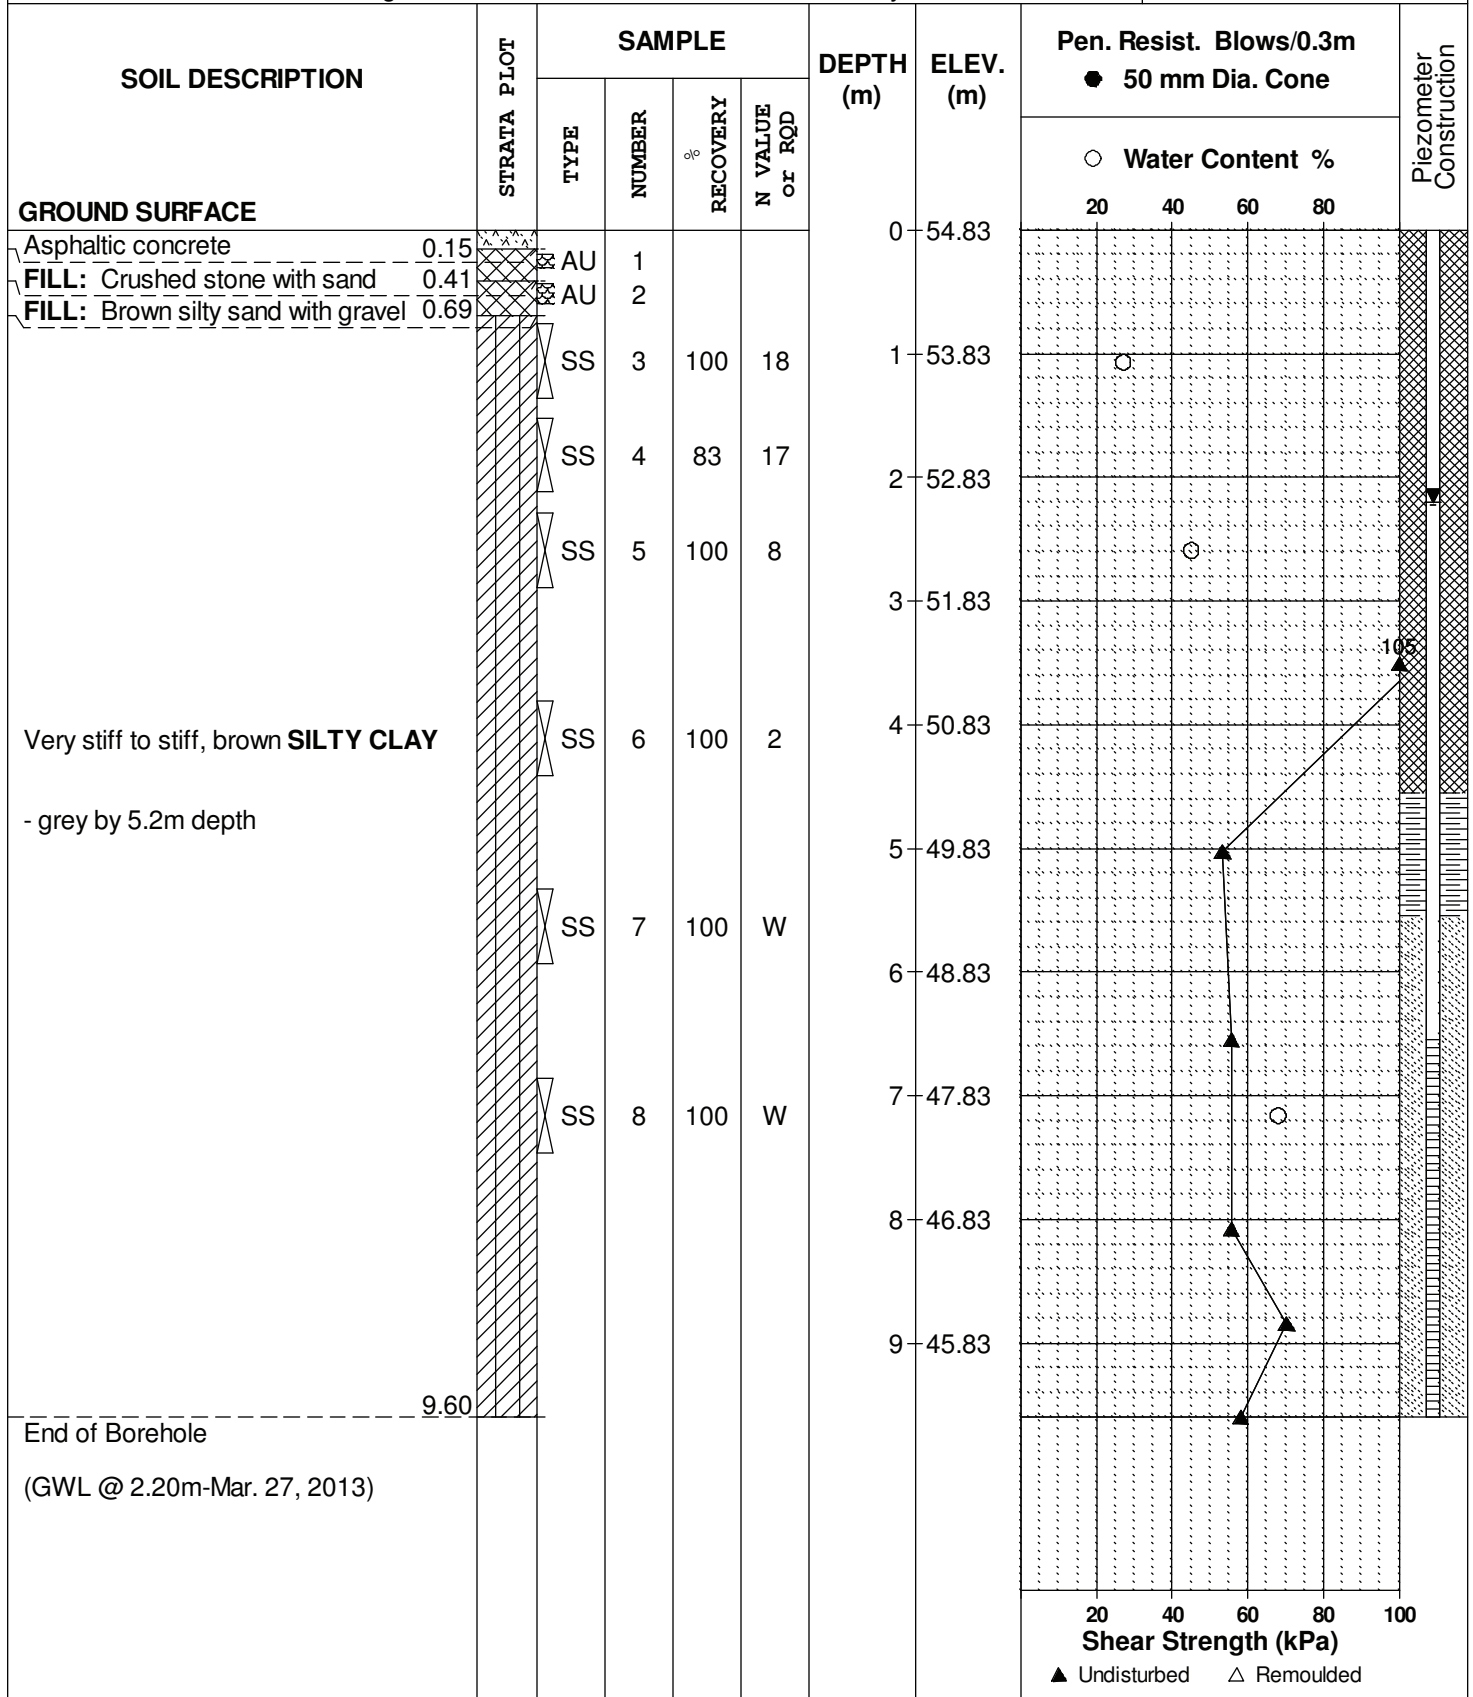 SOIL DESCRIPTION
GROUND SURFACE
STRATA PLOT
SAMPLE
TYPE
NUMBER
% RECOVERY
N VALUE or RQD
DEPTH (m)
ELEV. (m)
Pen. Resist. Blows/0.3m
● 50 mm Dia. Cone
○ Water Content %
20 40 60 80
Piezometer Construction
0 54.83
Asphaltic concrete 0.15
AU 1
FILL: Crushed stone with sand 0.41
AU 2
FILL: Brown silty sand with gravel 0.69
SS 3 100 18
1 53.83
SS 4 83 17
2 52.83
SS 5 100 8
3 51.83
105
4 50.83
Very stiff to stiff, brown SILTY CLAY
SS 6 100 2
- grey by 5.2m depth
5 49.83
SS 7 100 W
6 48.83
7 47.83
SS 8 100 W
8 46.83
9 45.83
9.60
End of Borehole
(GWL @ 2.20m-Mar. 27, 2013)
20 40 60 80 100
Shear Strength (kPa)
▲ Undisturbed △ Remoulded